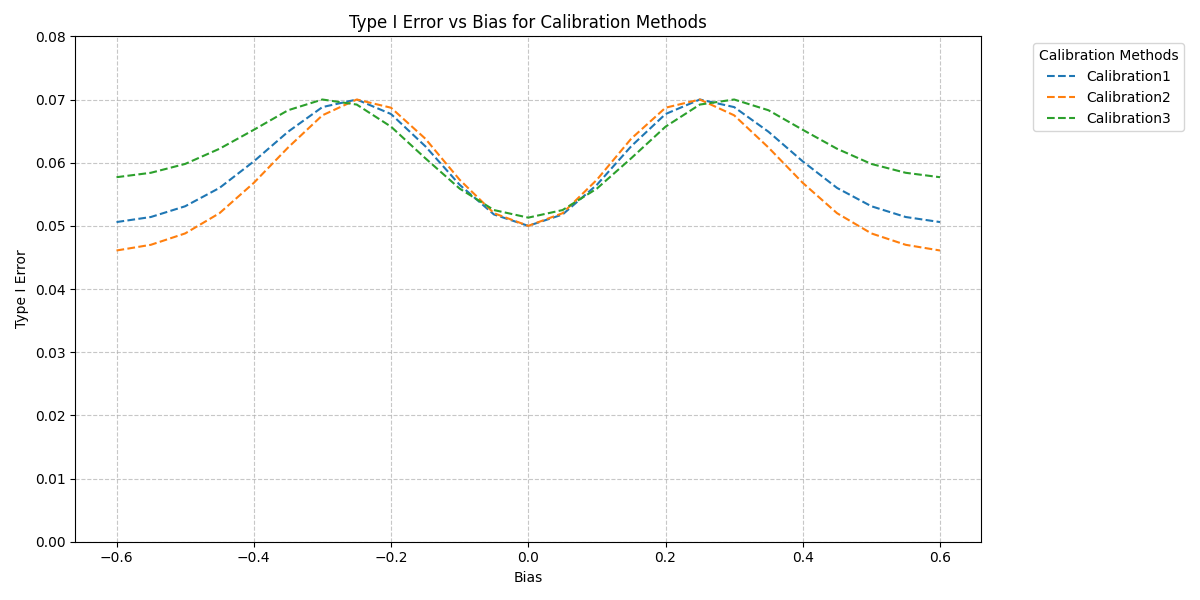 Type I Error vs Bias for Calibration Methods
Calibration Methods
Calibration1
Calibration2
Calibration3
Type I Error
0.08
0.07
0.06
0.05
0.04
0.03
0.02
0.01
0.00
−0.6 −0.4 −0.2 0.0 0.2 0.4 0.6
Bias